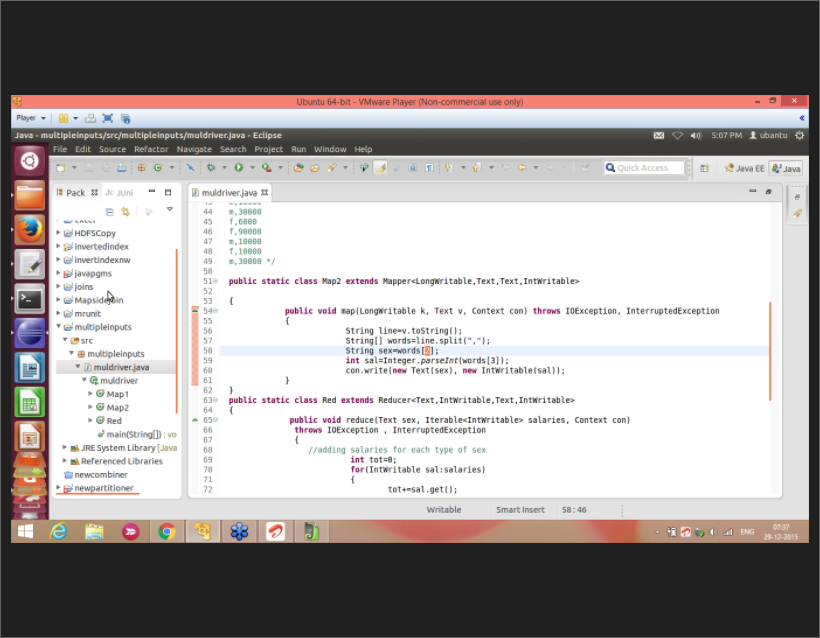 Ubuntu 64-bit - VMware Player (Non-commercial use only)
Player
Java - multipleinputs/src/multipleinputs/muldriver.java - Eclipse
5:07 PM ubantu
File Edit Source Refactor Navigate Search Project Run Window Help
Quick Access
Java EE
Java
Pack
JUni
muldriver.java
HDFSCopy
invertedindex
invertindexnw
javapgms
joins
Mapsidejoin
mrunit
multipleinputs
src
multipleinputs
muldriver.java
muldriver
Map1
Map2
Red
main(String[]) : vo
JRE System Library [Java
Referenced Libraries
newcombiner
newpartitioner
44 m,30000
45 f,6000
46 f,90000
47 m,10000
48 f,10000
49 m,30000 */
50
51 public static class Map2 extends Mapper<LongWritable,Text,Text,IntWritable>
52
53 {
54 public void map(LongWritable k, Text v, Context con) throws IOException, InterruptedException
55 {
56 String line=v.toString();
57 String[] words=line.split(",");
58 String sex=words[2];
59 int sal=Integer.parseInt(words[3]);
60 con.write(new Text(sex), new IntWritable(sal));
61 }
62 }
63 public static class Red extends Reducer<Text,IntWritable,Text,IntWritable>
64 {
65 public void reduce(Text sex, Iterable<IntWritable> salaries, Context con)
66 throws IOException , InterruptedException
67 {
68 //adding salaries for each type of sex
69 int tot=0;
70 for(IntWritable sal:salaries)
71 {
72 tot+=sal.get();
Writable Smart Insert 58 : 46
ENG
07:37
29-12-2015